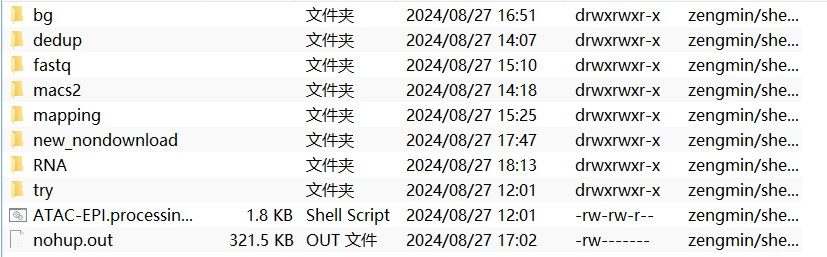 bg 文件夹 2024/08/27 16:51 drwxrwxr-x zengmin/she...
dedup 文件夹 2024/08/27 14:07 drwxrwxr-x zengmin/she...
fastq 文件夹 2024/08/27 15:10 drwxrwxr-x zengmin/she...
macs2 文件夹 2024/08/27 14:18 drwxrwxr-x zengmin/she...
mapping 文件夹 2024/08/27 15:25 drwxrwxr-x zengmin/she...
new_nondownload 文件夹 2024/08/27 17:47 drwxrwxr-x zengmin/she...
RNA 文件夹 2024/08/27 18:13 drwxrwxr-x zengmin/she...
try 文件夹 2024/08/27 12:01 drwxrwxr-x zengmin/she...
ATAC-EPI.processin... 1.8 KB Shell Script 2024/08/27 12:01 -rw-rw-r-- zengmin/she...
nohup.out 321.5 KB OUT 文件 2024/08/27 17:02 -rw------- zengmin/she...